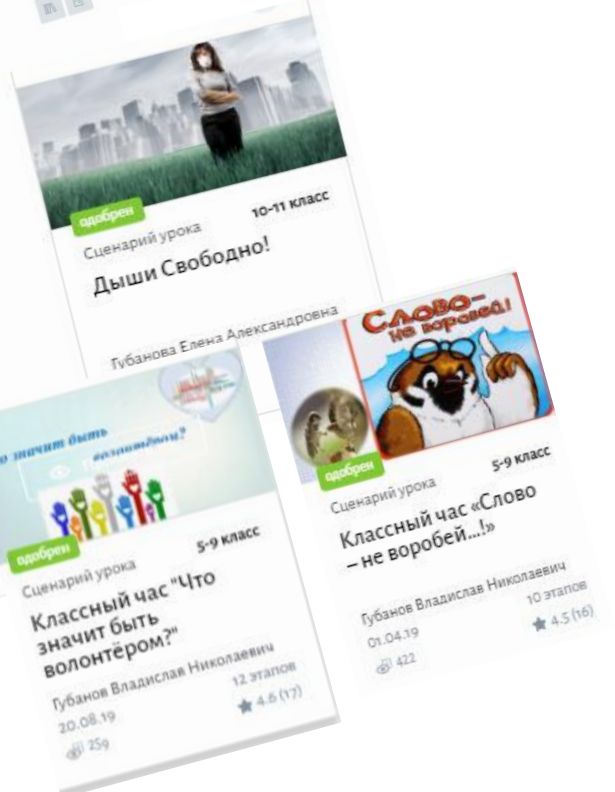 одобрен
10-11 класс
Сценарий урока
Дыши Свободно!
Губанова Елена Александровна
СЛОВО-
не воробей!
одобрен
5-9 класс
Сценарий урока
Классный час «Слово
– не воробей...!»
Губанов Владислав Николаевич
01.04.19
10 этапов
422
4.5 (16)
значит быть
волонтёром?
одобрен
5-9 класс
Сценарий урока
Классный час "Что
значит быть
волонтёром?"
Губанов Владислав Николаевич
20.08.19
12 этапов
259
4.6 (17)